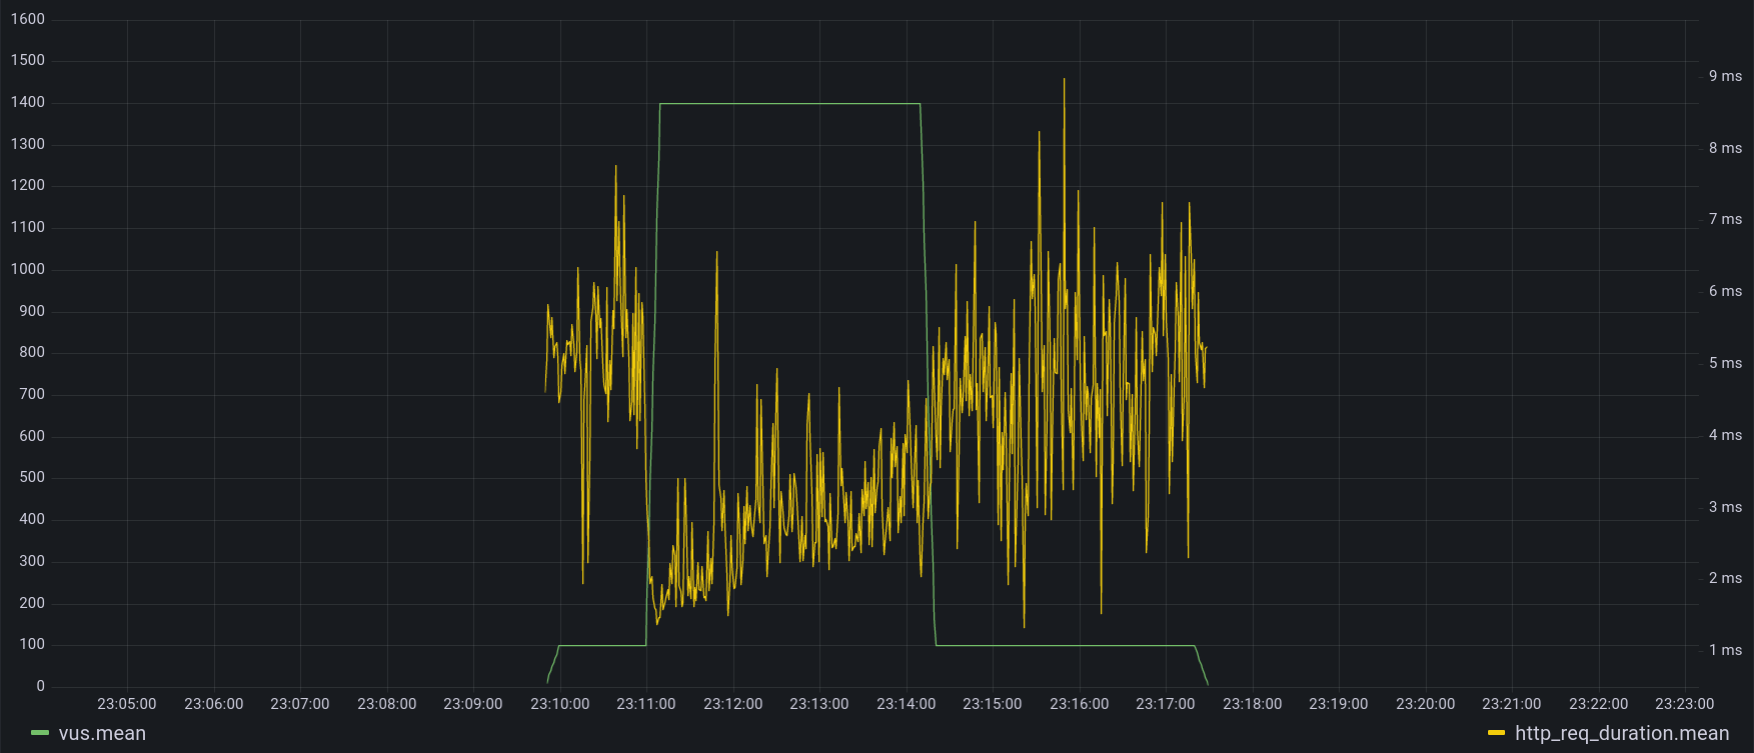 1600
1500
1400
1300
1200
1100
1000
900
800
700
600
500
400
300
200
100
0
9 ms
8 ms
7 ms
6 ms
5 ms
4 ms
3 ms
2 ms
1 ms
23:05:00 23:06:00 23:07:00 23:08:00 23:09:00 23:10:00 23:11:00 23:12:00 23:13:00 23:14:00 23:15:00 23:16:00 23:17:00 23:18:00 23:19:00 23:20:00 23:21:00 23:22:00 23:23:00
vus.mean http_req_duration.mean